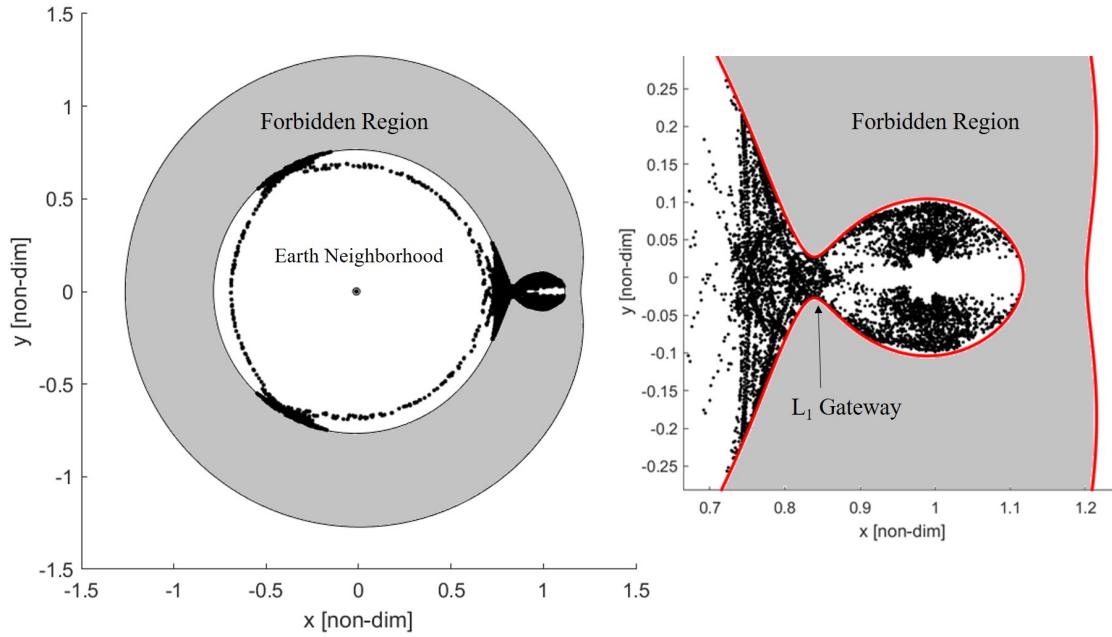 1.5
1
0.5
0
-0.5
-1
-1.5
y [non-dim]
Forbidden Region
Earth Neighborhood
-1.5 -1 -0.5 0 0.5 1 1.5
x [non-dim]
0.25
0.2
0.15
0.1
0.05
0
-0.05
-0.1
-0.15
-0.2
-0.25
y [non-dim]
Forbidden Region
L₁ Gateway
0.7 0.8 0.9 1 1.1 1.2
x [non-dim]